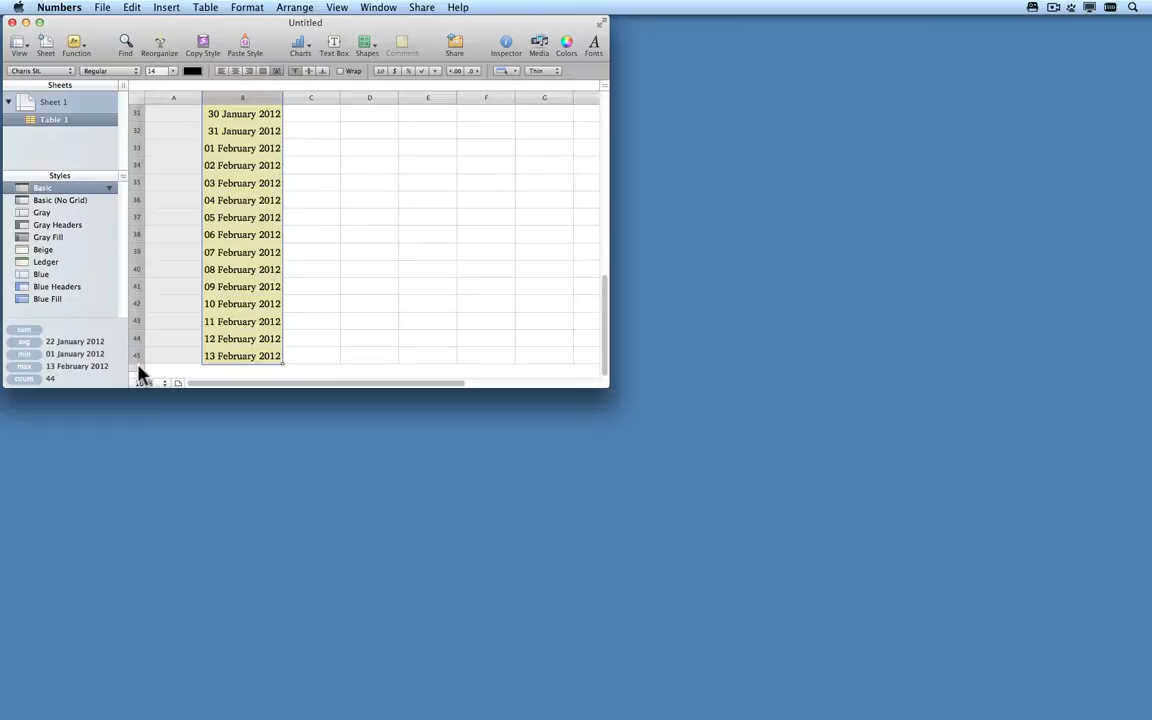 Numbers File Edit Insert Table Format Arrange View Window Share Help
Untitled
View Sheet Function Find Reorganize Copy Style Paste Style Charts Text Box Shapes Comment Share Inspector Media Colors Fonts
Charis SIL Regular 14 Wrap Thin
Sheets
Sheet 1
Table 1
Styles
Basic
Basic (No Grid)
Gray
Gray Headers
Gray Fill
Beige
Ledger
Blue
Blue Headers
Blue Fill
sum
avg 22 January 2012
min 01 January 2012
max 13 February 2012
count 44
A B C D E F G
31 30 January 2012
32 31 January 2012
33 01 February 2012
34 02 February 2012
35 03 February 2012
36 04 February 2012
37 05 February 2012
38 06 February 2012
39 07 February 2012
40 08 February 2012
41 09 February 2012
42 10 February 2012
43 11 February 2012
44 12 February 2012
45 13 February 2012